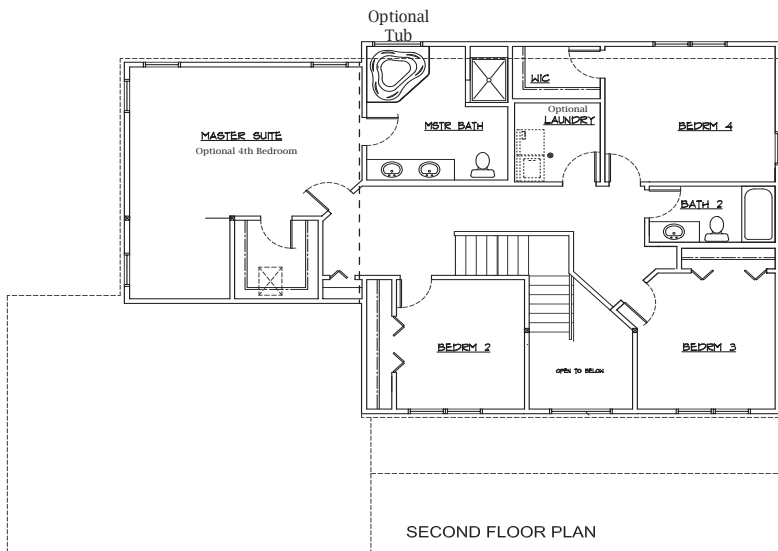 Optional
Tub
WIC
MASTER SUITE
Optional 4th Bedroom
MSTR BATH
Optional
LAUNDRY
BEDRM 4
BATH 2
BEDRM 2
OPEN TO BELOW
BEDRM 3
SECOND FLOOR PLAN